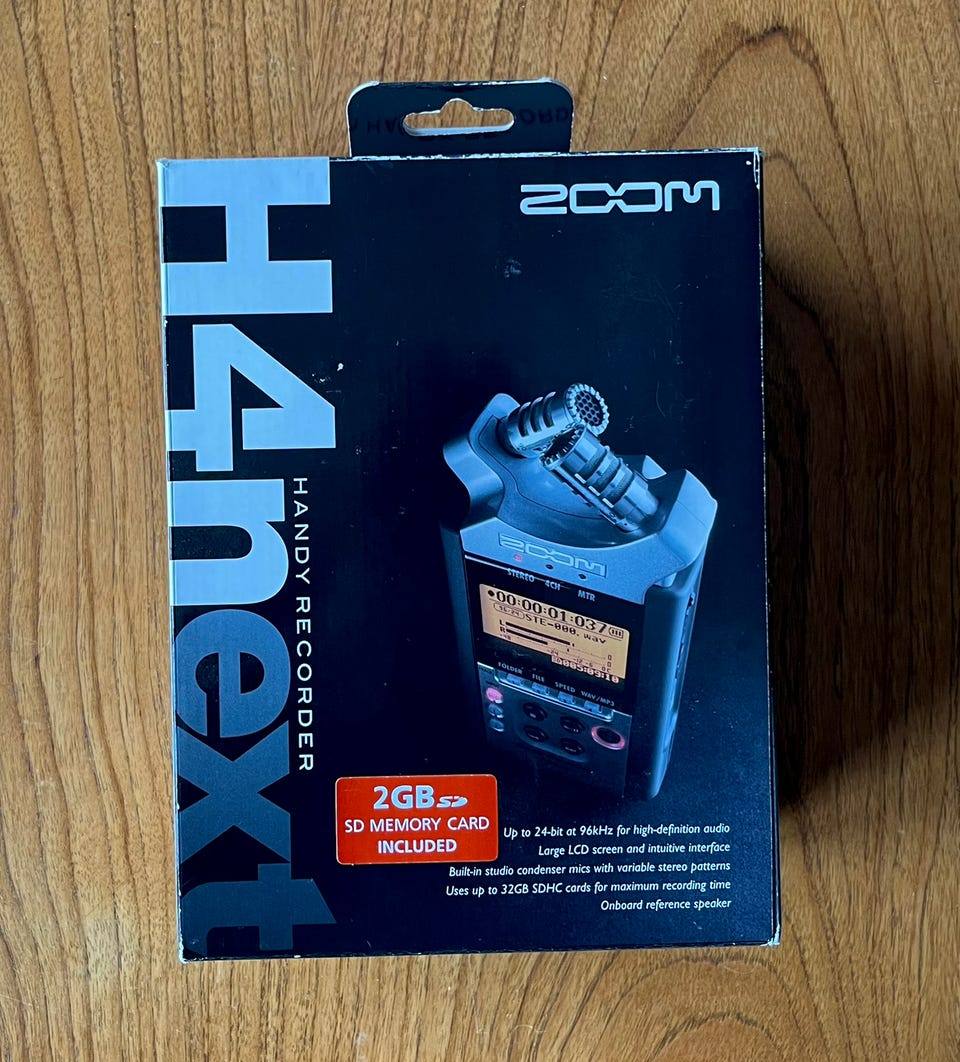 ZOOM
H4next
HANDY RECORDER
ZOOM
STEREO 4CH MTR
00:00:01:037
STE-000.wav
L
R
FOLDER FILE SPEED WAV/MP3
2GB SD
SD MEMORY CARD
INCLUDED
Up to 24-bit at 96kHz for high-definition audio
Large LCD screen and intuitive interface
Built-in studio condenser mics with variable stereo patterns
Uses up to 32GB SDHC cards for maximum recording time
Onboard reference speaker